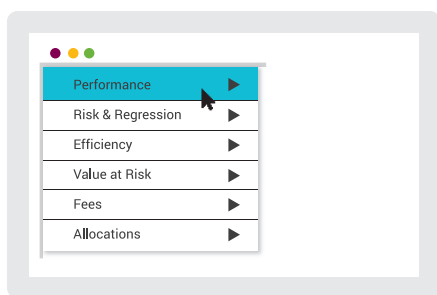 Performance
Risk & Regression
Efficiency
Value at Risk
Fees
Allocations